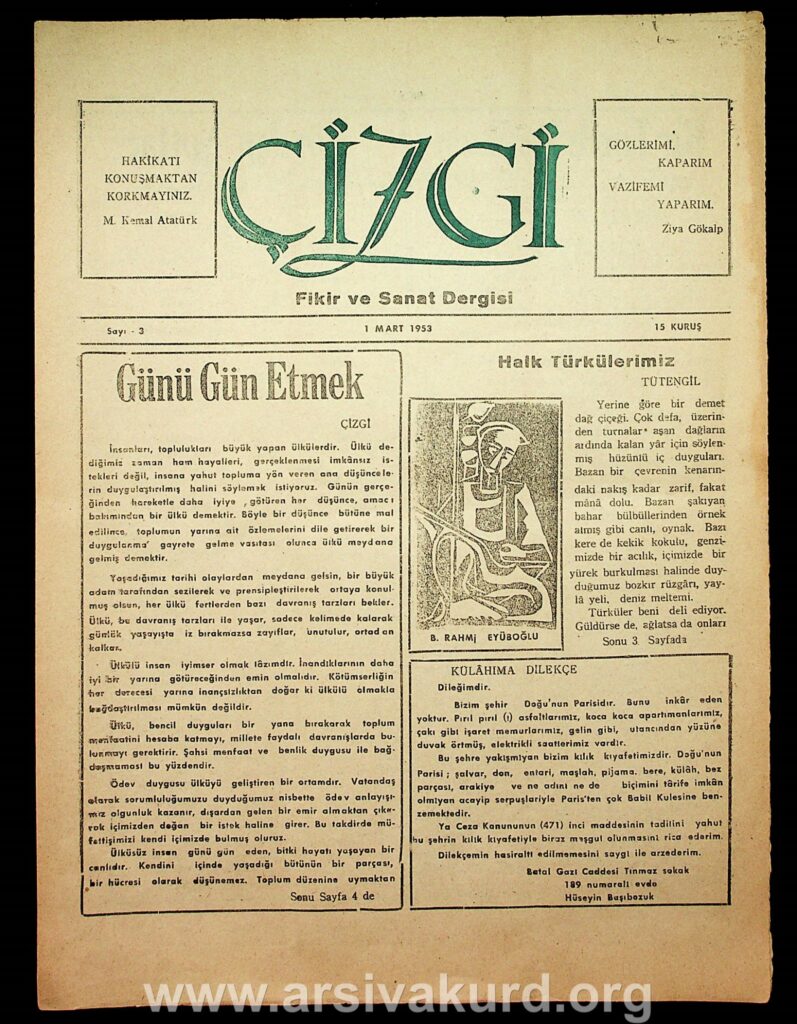 HAKİKATI
KONUŞMAKTAN
KORKMAYINIZ.
M. Kemal Atatürk
ÇİZGİ
GÖZLERİMİ,
KAPARIM
VAZİFEMİ
YAPARIM.
Ziya Gökalp
Fikir ve Sanat Dergisi
Sayı - 3
1 MART 1953
15 KURUŞ
Günü Gün Etmek
ÇİZGİ
İnsanları, toplulukları büyük yapan ülkülerdir. Ülkü de-
diğimiz zaman ham hayalleri, gerçeklenmesi imkânsız is-
tekleri değil, insana yahut topluma yön veren ana düşüncele-
rin duygulaştırılmış halini söylemek istiyoruz. Günün gerçe-
ğinden hareketle daha iyiye götüren her düşünce, amacı
bakımından bir ülkü demektir. Böyle bir düşünce bütüne mal
edilince, toplumun yarına ait özlemelerini dile getirerek bir
duygulanma gayrete gelme vasıtası olunca ülkü meydana
gelmiş demektir.
Yaşadığımız tarihi olaylardan meydana gelsin, bir büyük
adam tarafından sezilerek ve prensipleştirilerek ortaya konul-
muş olsun, her ülkü fertlerden bazı davranış tarzları bekler.
Ülkü, bu davranış tarzları ile yaşar, sadece kelimede kalarak
günlük yaşayışta iz bırakmazsa zayıflar, unutulur, ortadan
kalkar.
Ülkülü insan iyimser olmak lâzımdır. İnandıklarının daha
iyi bir yarına götüreceğinden emin olmalıdır. Kötümserliğin
her derecesi yarına inançsızlıktan doğar ki ülkülü olmakla
bağdaştırılması mümkün değildir.
Ülkü, bencil duyguları bir yana bırakarak toplum
menfaatini hesaba katmayı, millete faydalı davranışlarda bu-
lunmayı gerektirir. Şahsi menfaat ve benlik duygusu ile bağ-
daşmaması bu yüzdendir.
Ödev duygusu ülküyü geliştiren bir ortamdır. Vatandaş
olarak sorumluluğumuzu duyduğumuz nisbette ödev anlayışı-
mız olgunluk kazanır, dışardan gelen bir emir almaktan çıka-
rak içimizden değan bir istek haline girer. Bu takdirde mü-
fettişimizi kendi içimizde bulmuş oluruz.
Ülküsüz insan günü gün eden, bitki hayatı yaşayan bir
canlıdır. Kendini içinde yaşadığı bütünün bir parçası,
bir hücresi olarak düşünemez. Toplum düzenine uymaktan
Sonu Sayfa 4 de
Halk Türkülerimiz
TÜTENGİL
Yerine göre bir demet
dağ çiçeği. Çok defa, üzerin-
den turnalar aşan dağların
ardında kalan yâr için söylen-
miş hüzünlü iç duyguları.
Bazan bir çevrenin kenarın-
daki nakış kadar zarif, fakat
mânâ dolu. Bazan şakıyan
bahar bülbüllerinden örnek
almış gibi canlı, oynak. Bazı
kere de kekik kokulu, genzi-
mizde bir acılık, içimizde bir
yürek burkulması halinde duy-
duğumuz bozkır rüzgârı, yay-
lâ yeli, deniz meltemi.
Türküler beni deli ediyor.
Güldürse de, ağlatsa da onları
Sonu 3. Sayfada
B. RAHMİ EYÜBOĞLU
KÜLÂHIMA DİLEKÇE
Dileğimdir.
Bizim şehir Doğu'nun Parisidir. Bunu inkâr eden
yoktur. Pırıl pırıl (ı) asfaltlarımız, koca koca apartımanlarımız,
çakı gibi işaret memurlarımız, gelin gibi, utancından yüzüne
duvak örtmüş, elektrikli saatlerimiz vardır.
Bu şehre yakışmıyan bizim kılık kıyafetimizdir. Doğu'nun
Parisi; şalvar, don, entari, maşlah, pijama. bere, külâh, bez
parçası, arakiye ve ne adını ne de biçimini târife imkân
olmiyan acayip serpuşlariyle Paris'ten çok Babil Kulesine ben-
zemektedir.
Ya Ceza Kanununun (471) inci maddesinin tadilini yahut
bu şehrin kılık kıyafetiyle biraz meşgul olunmasını rica ederim.
Dilekçemin hasıraltı edilmemesini saygı ile arzederim.
Batal Gazi Caddesi Tınmaz sokak
189 numaralı evde
Hüseyin Başıbozuk
www.arsivakurd.org